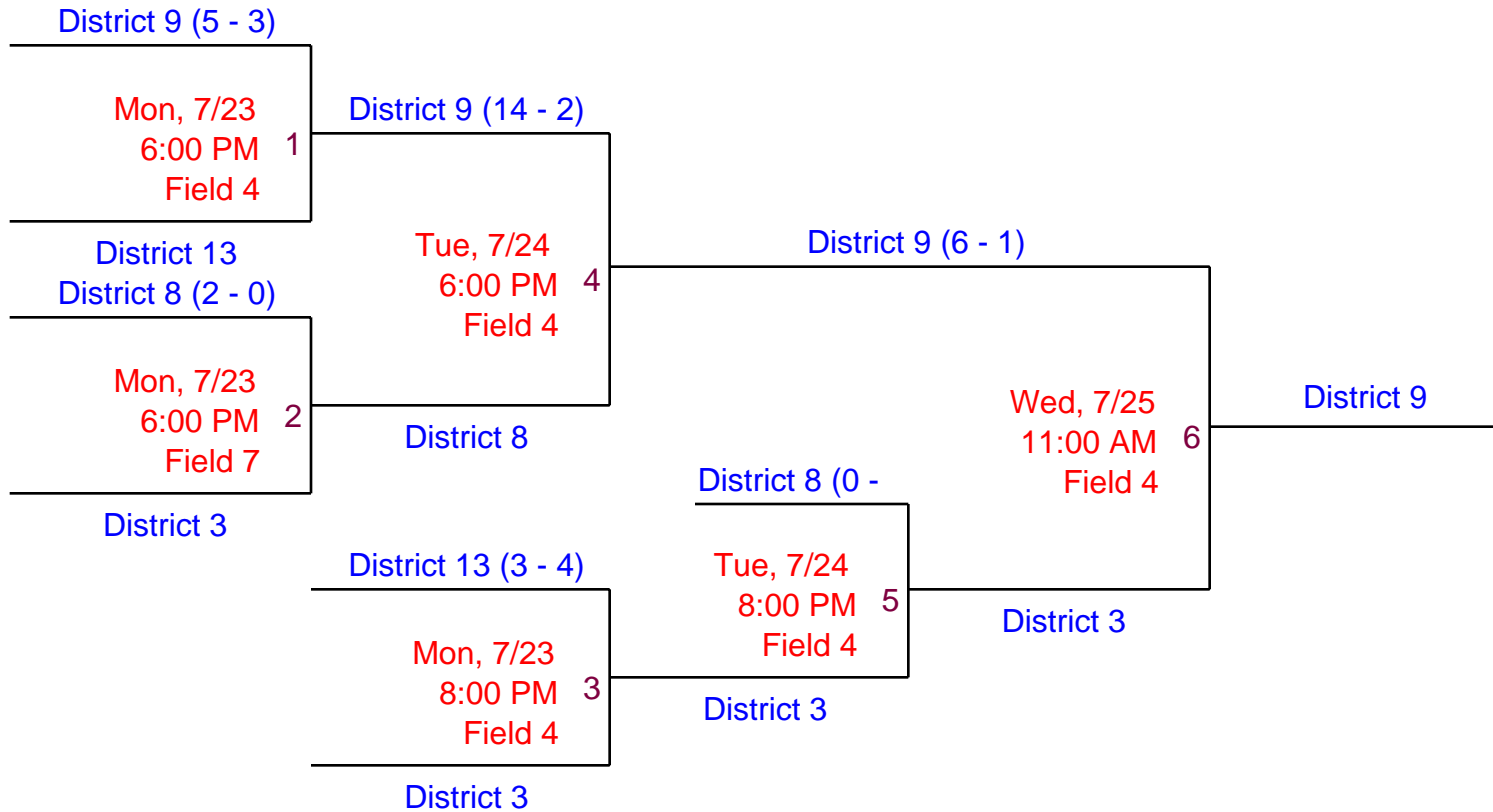 District 9 (5 - 3)
Mon, 7/23
6:00 PM
Field 4
1
District 13
District 8 (2 - 0)
Mon, 7/23
6:00 PM
Field 7
2
District 3
District 9 (14 - 2)
Tue, 7/24
6:00 PM
Field 4
4
District 8
District 13 (3 - 4)
Mon, 7/23
8:00 PM
Field 4
3
District 3
District 8 (0 -
Tue, 7/24
8:00 PM
Field 4
5
District 3
District 9 (6 - 1)
Wed, 7/25
11:00 AM
Field 4
6
District 3
District 9